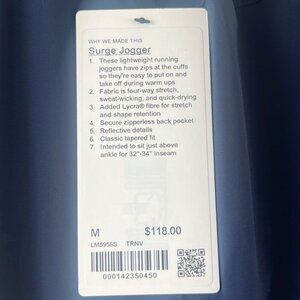 WHY WE MADE THIS
Surge Jogger
1. These lightweight running
joggers have zips at the cuffs
so they're easy to put on and
take off during warm ups
2. Fabric is four-way stretch,
sweat-wicking, and quick-drying
3. Added Lycra® fibre for stretch
and shape retention
4. Secure zipperless back pocket
5. Reflective details
6. Classic tapered fit
7. Intended to sit just above
ankle for 32"-34" inseam
M $118.00
LM5956S TRNV
000142350450